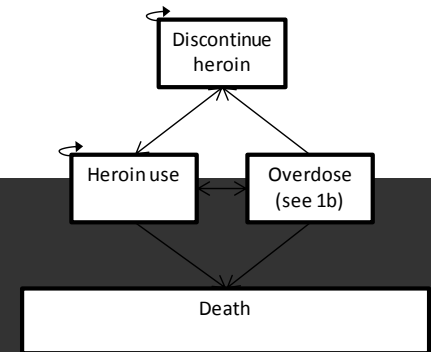 Discontinue
heroin
Heroin use
Overdose
(see 1b)
Death